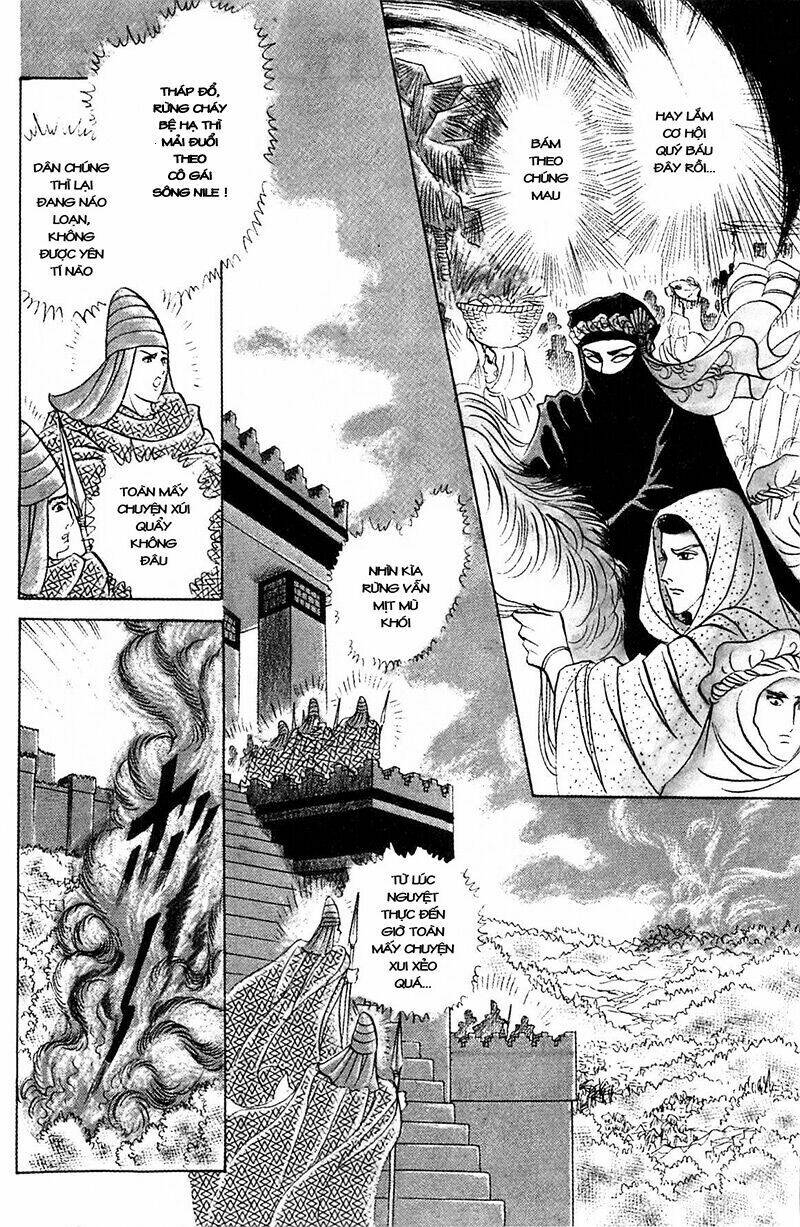 HAY LẮM
CƠ HỘI
QUÝ BÁU
ĐÂY RỒI...
BÁM
THEO
CHÚNG
MAU
THÁP ĐỔ,
RỪNG CHÁY
BỆ HẠ THÌ
MẢI ĐUỔI
THEO
CÔ GÁI
SÔNG NILE !
DÂN CHÚNG
THÌ LẠI
ĐANG NÁO
LOẠN,
KHÔNG
ĐƯỢC YÊN
TÍ NÀO
TOÀN MẤY
CHUYỆN XÚI
QUẨY
KHÔNG
ĐÂU
NHÌN KÌA
RỪNG VẪN
MỊT MÙ
KHÓI
TỪ LÚC
NGUYỆT
THỰC ĐẾN
GIỜ TOÀN
MẤY CHUYỆN
XUI XẺO
QUÁ...